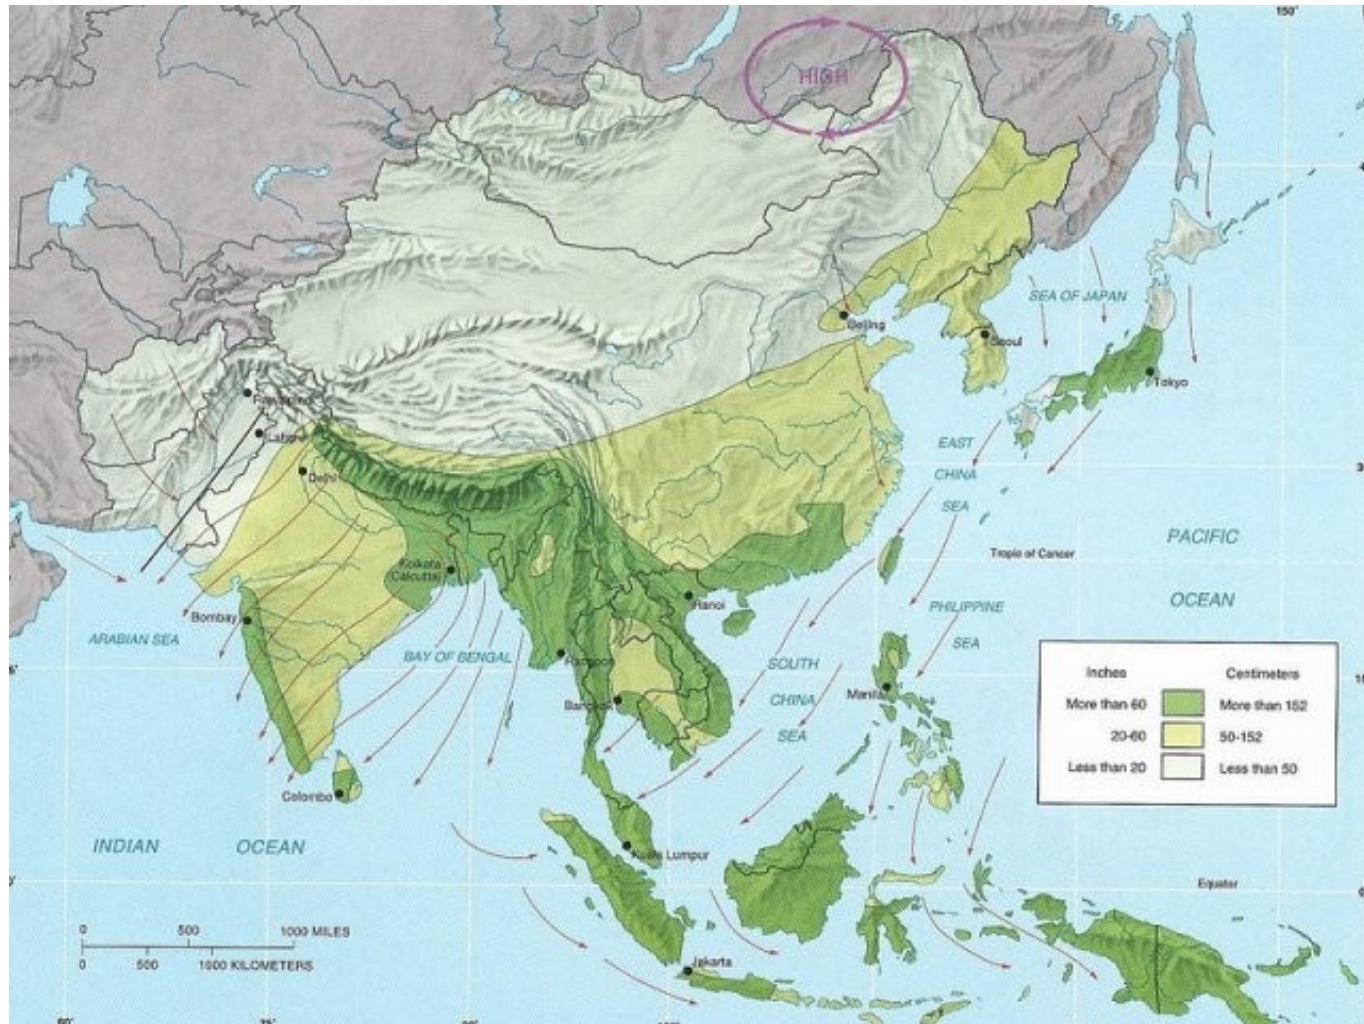 150°
HIGH
SEA OF JAPAN
Beijing
Seoul
Tokyo
Lahore
EAST
CHINA
SEA
Delhi
PACIFIC
OCEAN
Tropic of Cancer
Kolkata
(Calcutta)
Hanoi
Bombay
PHILIPPINE
SEA
ARABIAN SEA
BAY OF BENGAL
Rangoon
SOUTH
CHINA
SEA
Manila
Bangkok
Inches Centimeters
More than 60 More than 152
20-60 50-152
Less than 20 Less than 50
Colombo
INDIAN OCEAN
Kuala Lumpur
Equator
0 500 1000 MILES
0 500 1000 KILOMETERS
Jakarta